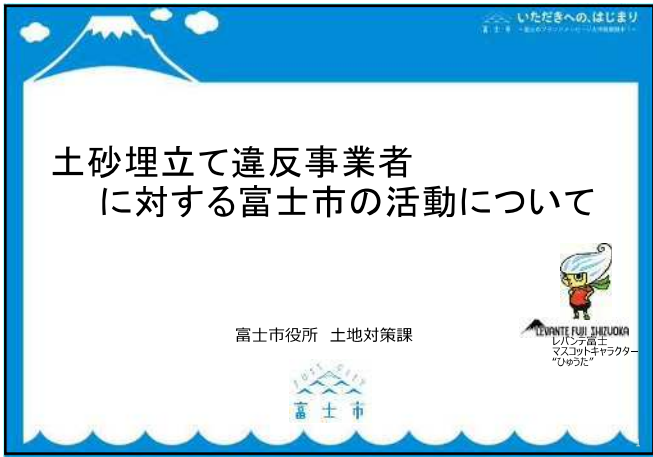 いただきへの、はじまり
富士市
土砂埋立て違反事業者
に対する富士市の活動について
富士市役所 土地対策課
LEVANTE FUJI SHIZUOKA
レバンテ富士
マスコットキャラクター
“ひゅうた”
FUJI CITY
富士市